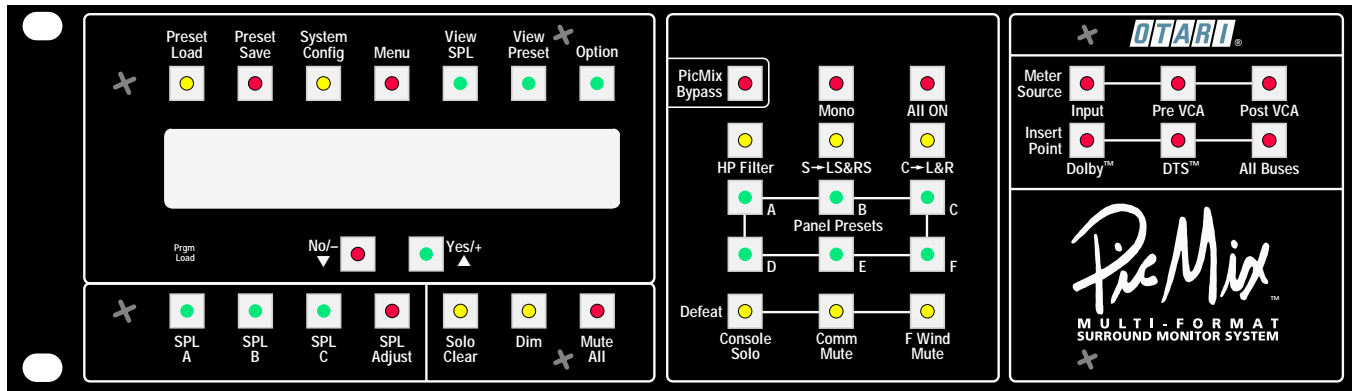 Preset Load
Preset Save
System Config
Menu
View SPL
View Preset
Option
Prgm Load
No/–
▼
Yes/+
▲
SPL A
SPL B
SPL C
SPL Adjust
Solo Clear
Dim
Mute All
PicMix Bypass
Mono
All ON
HP Filter
S→LS&RS
C→L&R
A
B
C
Panel Presets
D
E
F
Defeat
Console Solo
Comm Mute
F Wind Mute
OTARI®
Meter Source
Input
Pre VCA
Post VCA
Insert Point
Dolby™
DTS™
All Buses
PicMix™
MULTI-FORMAT
SURROUND MONITOR SYSTEM